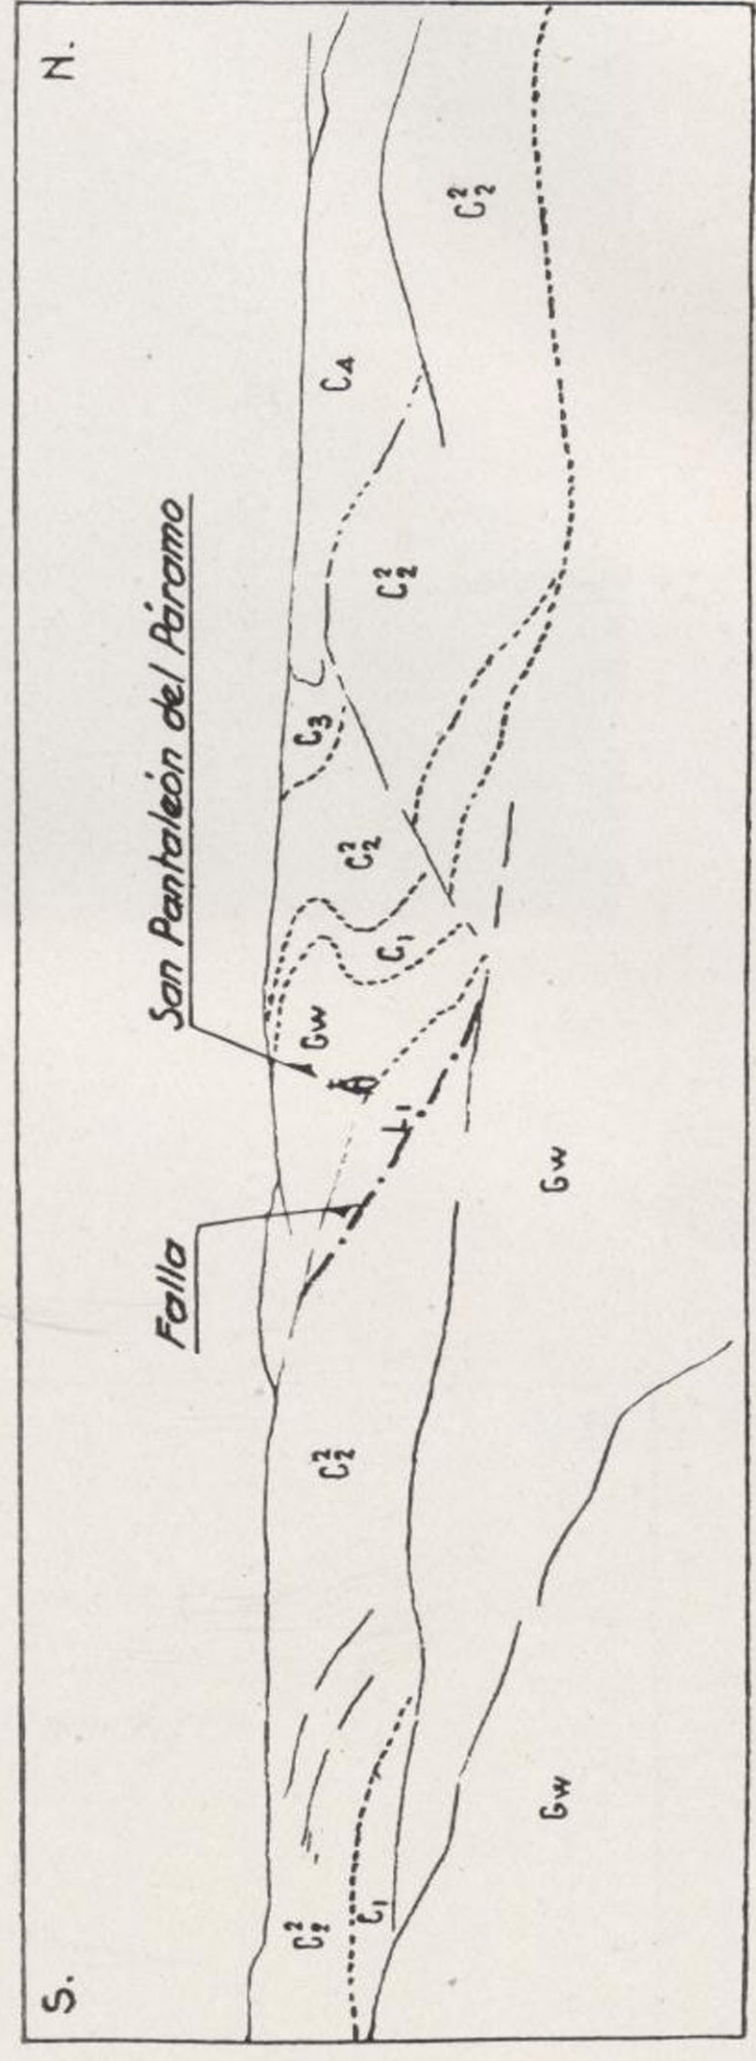 S.
N.
Falla
San Pantaleón del Páramo
C₂²
C₁
C₂²
Gw
C₁
C₂²
C₃
C₂²
C₄
C₂²
Gw
Gw